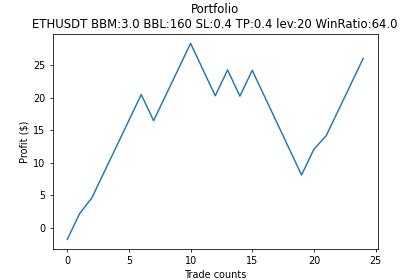 Portfolio
ETHUSDT BBM:3.0 BBL:160 SL:0.4 TP:0.4 lev:20 WinRatio:64.0
25
20
15
10
5
0
Profit ($)
0 5 10 15 20 25
Trade counts